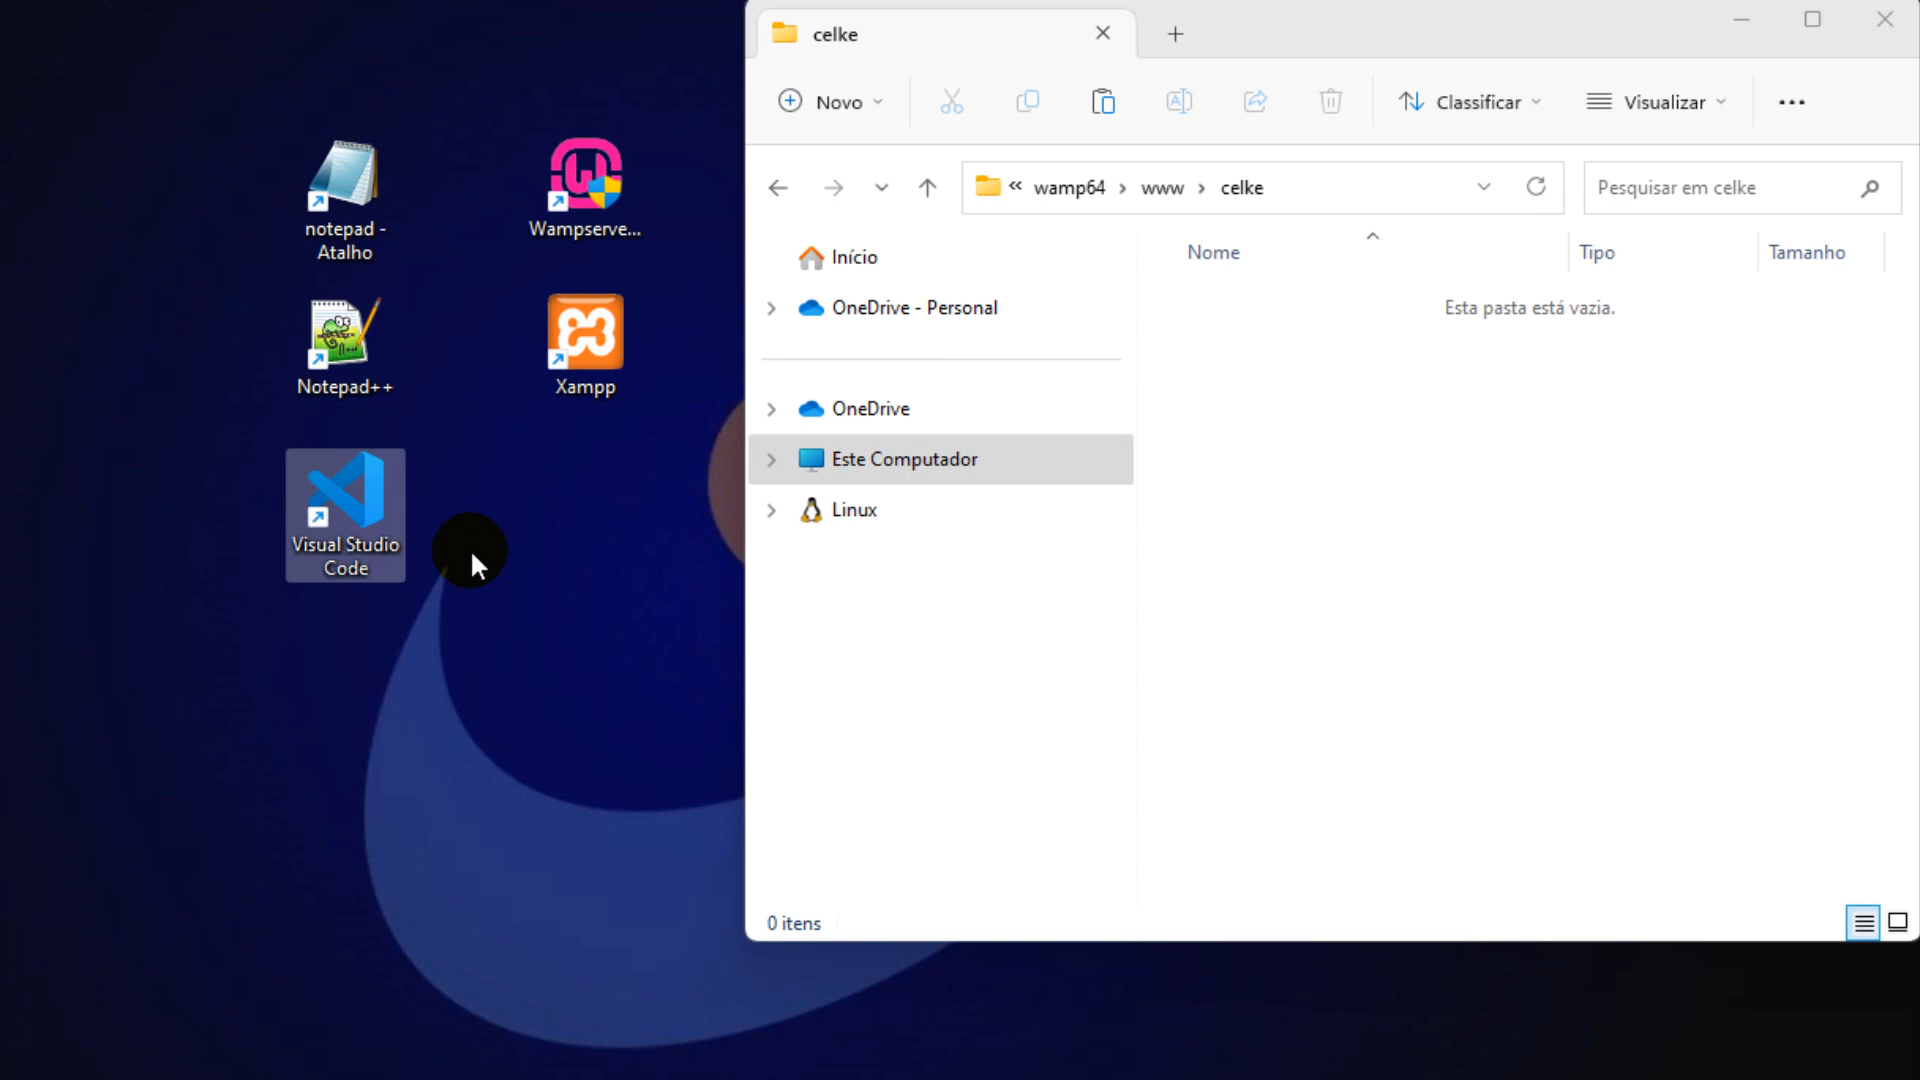 notepad -
Atalho
Wampserve...
Notepad++
Xampp
Visual Studio
Code
celke
Novo
Classificar
Visualizar
« wamp64 › www › celke
Pesquisar em celke
Início
OneDrive - Personal
OneDrive
Este Computador
Linux
Nome
Tipo
Tamanho
Esta pasta está vazia.
0 itens